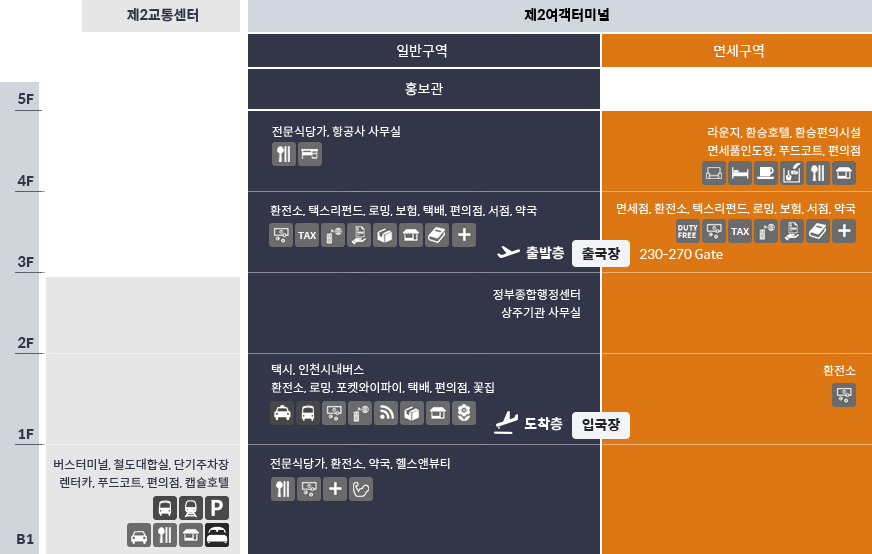 제2교통센터
제2여객터미널
일반구역
면세구역
홍보관
5F
전문식당가, 항공사 사무실
라운지, 환승호텔, 환승편의시설
면세품인도장, 푸드코트, 편의점
4F
환전소, 택스리펀드, 로밍, 보험, 택배, 편의점, 서점, 약국
TAX
면세점, 환전소, 택스리펀드, 로밍, 보험, 서점, 약국
DUTY
FREE
TAX
출발층
출국장
230-270 Gate
3F
정부종합행정센터
상주기관 사무실
2F
택시, 인천시내버스
환전소, 로밍, 포켓와이파이, 택배, 편의점, 꽃집
환전소
도착층
입국장
1F
버스터미널, 철도대합실, 단기주차장
렌터카, 푸드코트, 편의점, 캡슐호텔
P
전문식당가, 환전소, 약국, 헬스앤뷰티
B1